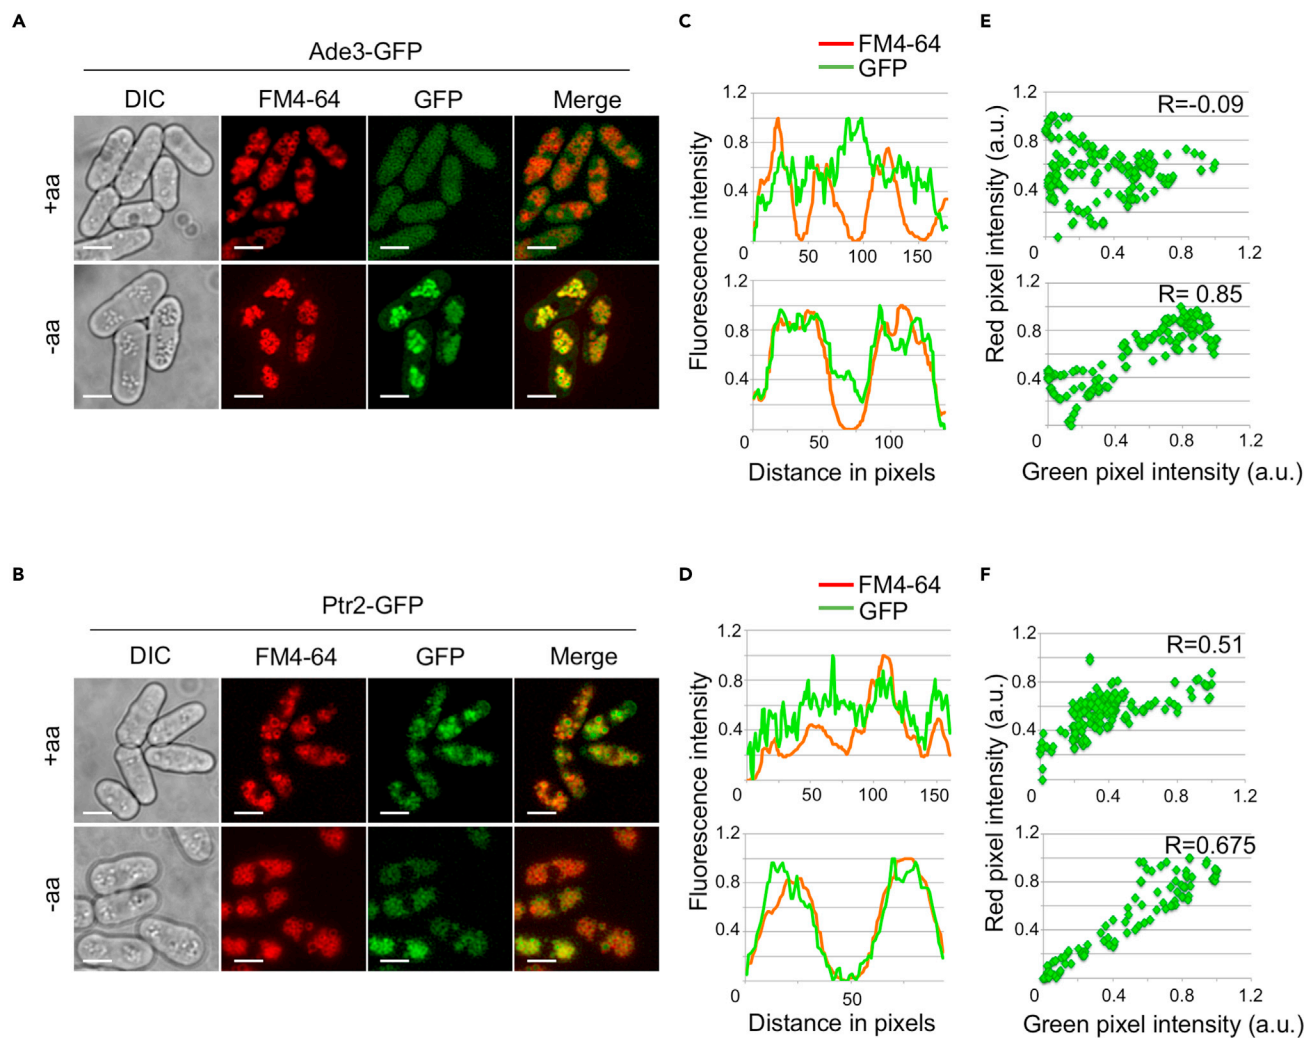 A
Ade3-GFP
DIC FM4-64 GFP Merge
+aa
-aa
C
FM4-64
GFP
Fluorescence intensity
1.2
0.8
0.4
0 50 100 150
1.2
0.8
0.4
0 50 100
Distance in pixels
E
R=-0.09
Red pixel intensity (a.u.)
1.2
0.8
0.4
0 0.4 0.8 1.2
R= 0.85
1.2
0.8
0.4
0 0.4 0.8 1.2
Green pixel intensity (a.u.)
B
Ptr2-GFP
DIC FM4-64 GFP Merge
+aa
-aa
D
FM4-64
GFP
Fluorescence intensity
1.2
0.8
0.4
0 50 100 150
1.2
0.8
0.4
0 50
Distance in pixels
F
R=0.51
Red pixel intensity (a.u.)
1.2
0.8
0.4
0 0.4 0.8 1.2
R=0.675
1.2
0.8
0.4
0 0.4 0.8 1.2
Green pixel intensity (a.u.)